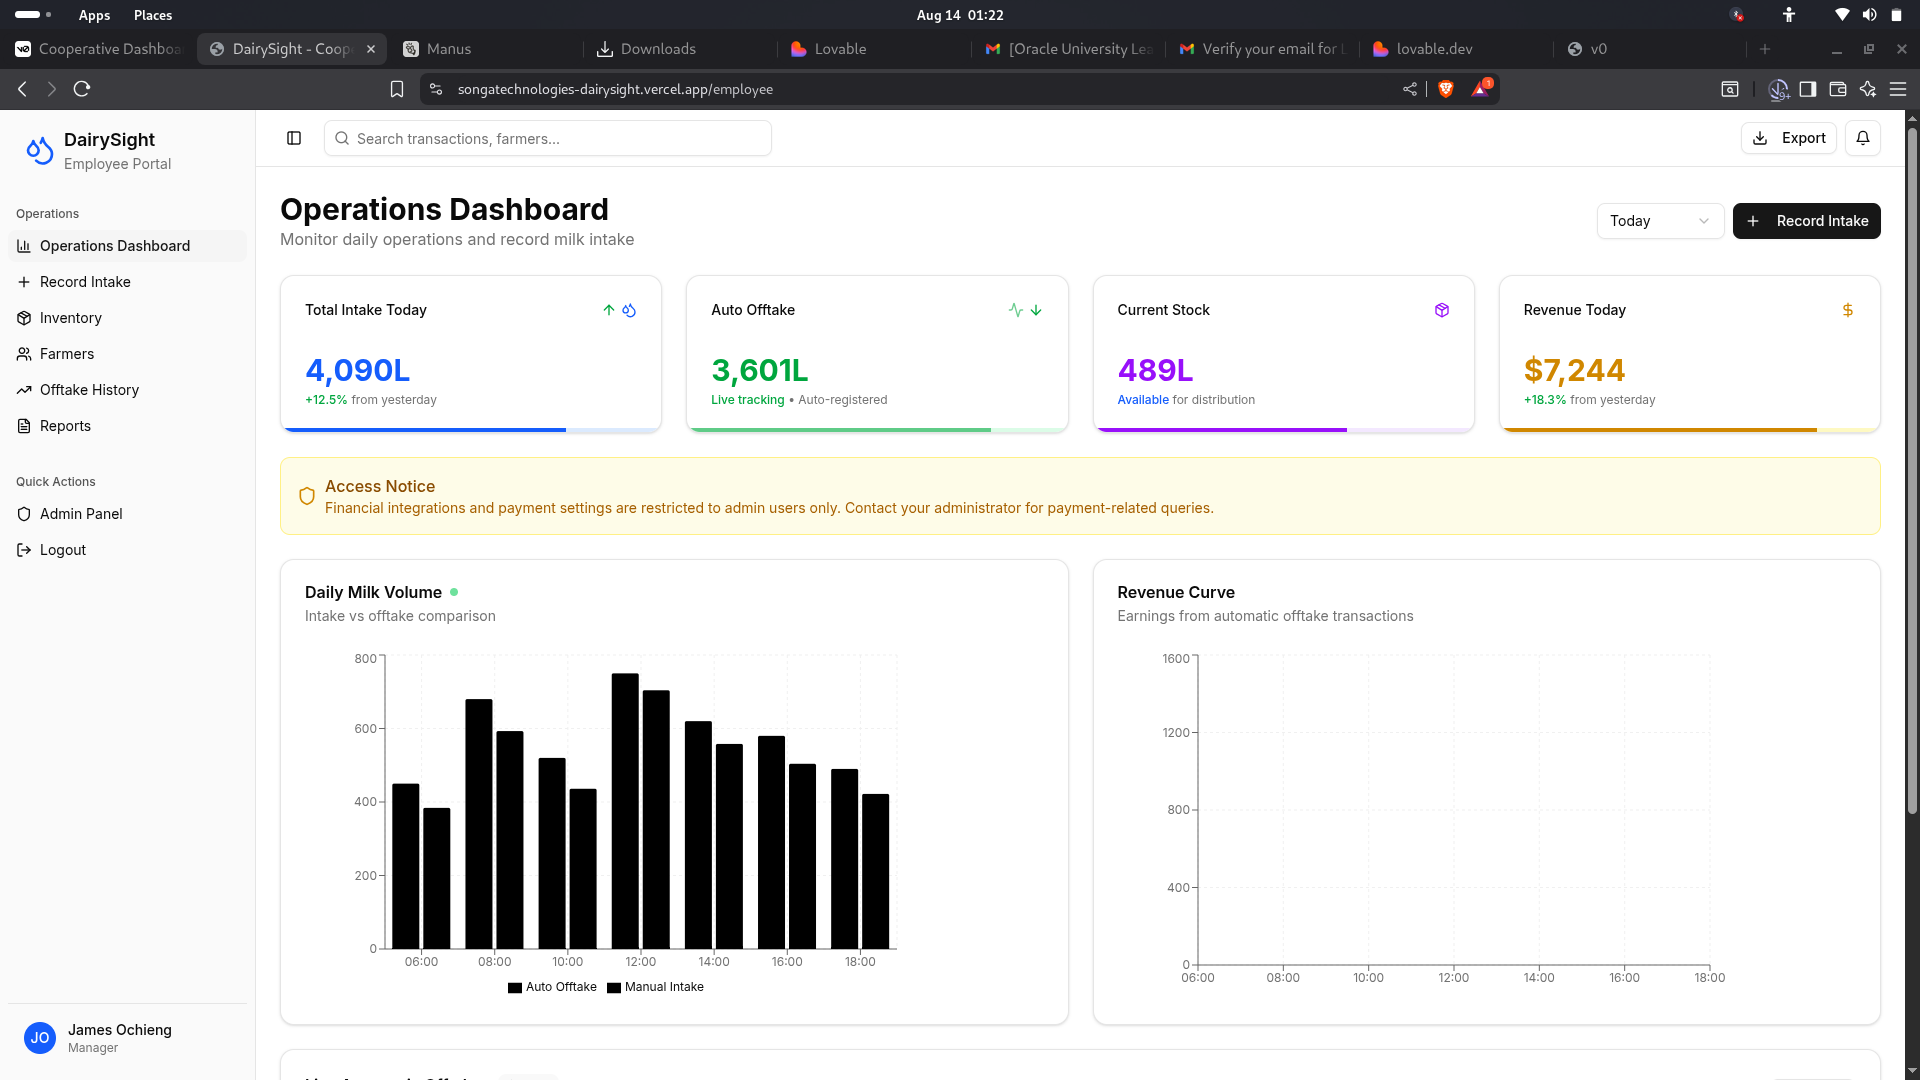 Apps Places Aug 14 01:22
Cooperative Dashboa DairySight - Coop Manus Downloads Lovable [Oracle University Lea Verify your email for L lovable.dev v0
songatechnologies-dairysight.vercel.app/employee
DairySight
Employee Portal
Search transactions, farmers...
Export
Operations
Operations Dashboard
Record Intake
Inventory
Farmers
Offtake History
Reports
Quick Actions
Admin Panel
Logout
James Ochieng
JO
Manager
Operations Dashboard
Monitor daily operations and record milk intake
Today
Record Intake
Total Intake Today
4,090L
+12.5% from yesterday
Auto Offtake
3,601L
Live tracking • Auto-registered
Current Stock
489L
Available for distribution
Revenue Today
$7,244
+18.3% from yesterday
Access Notice
Financial integrations and payment settings are restricted to admin users only. Contact your administrator for payment-related queries.
Daily Milk Volume
Intake vs offtake comparison
800
600
400
200
0
06:00 08:00 10:00 12:00 14:00 16:00 18:00
Auto Offtake Manual Intake
Revenue Curve
Earnings from automatic offtake transactions
1600
1200
800
400
0
06:00 08:00 10:00 12:00 14:00 16:00 18:00